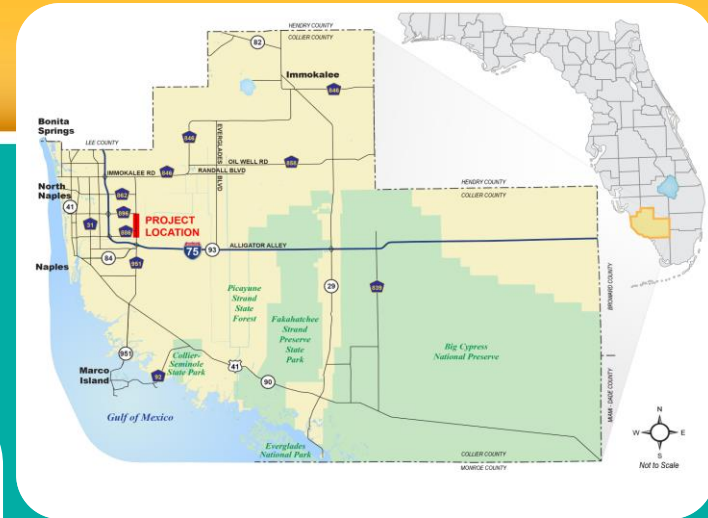 HENDRY COUNTY
COLLIER COUNTY
82
Immokalee
846
Bonita
Springs
LEE COUNTY
846
EVERGLADES
BLVD
OIL WELL RD
858
IMMOKALEE RD
846
RANDALL BLVD
HENDRY COUNTY
COLLIER COUNTY
North
Naples
862
41
896
31
PROJECT
LOCATION
856
75
93
ALLIGATOR ALLEY
84
951
Naples
29
839
BROWARD COUNTY
Picayune
Strand
State
Forest
Fakahatchee
Strand
Preserve
State
Park
Big Cypress
National Preserve
951
Collier-
Seminole
State Park
41
Marco
Island
92
90
MIAMI - DADE COUNTY
Gulf of Mexico
N
W
E
S
Not to Scale
Everglades
National Park
COLLIER COUNTY
MONROE COUNTY